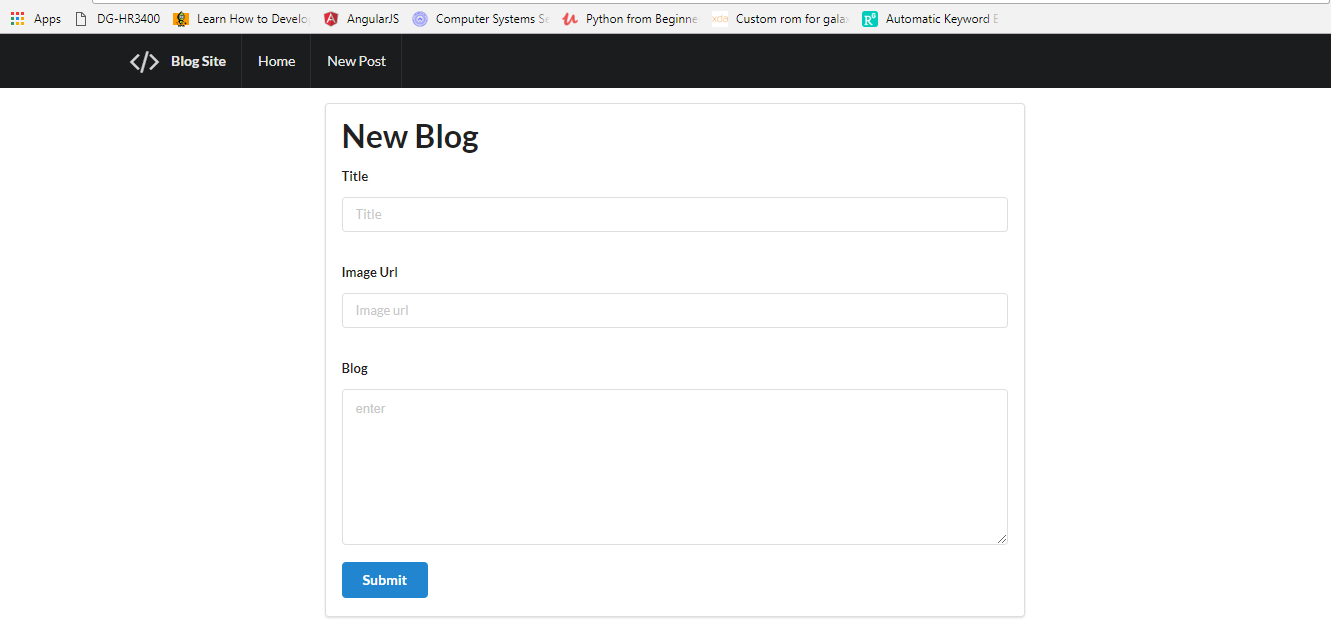 Apps DG-HR3400 Learn How to Develo AngularJS Computer Systems Se Python from Beginne xda Custom rom for gala R Automatic Keyword E
</> Blog Site Home New Post
New Blog
Title
Title
Image Url
Image url
Blog
enter
Submit